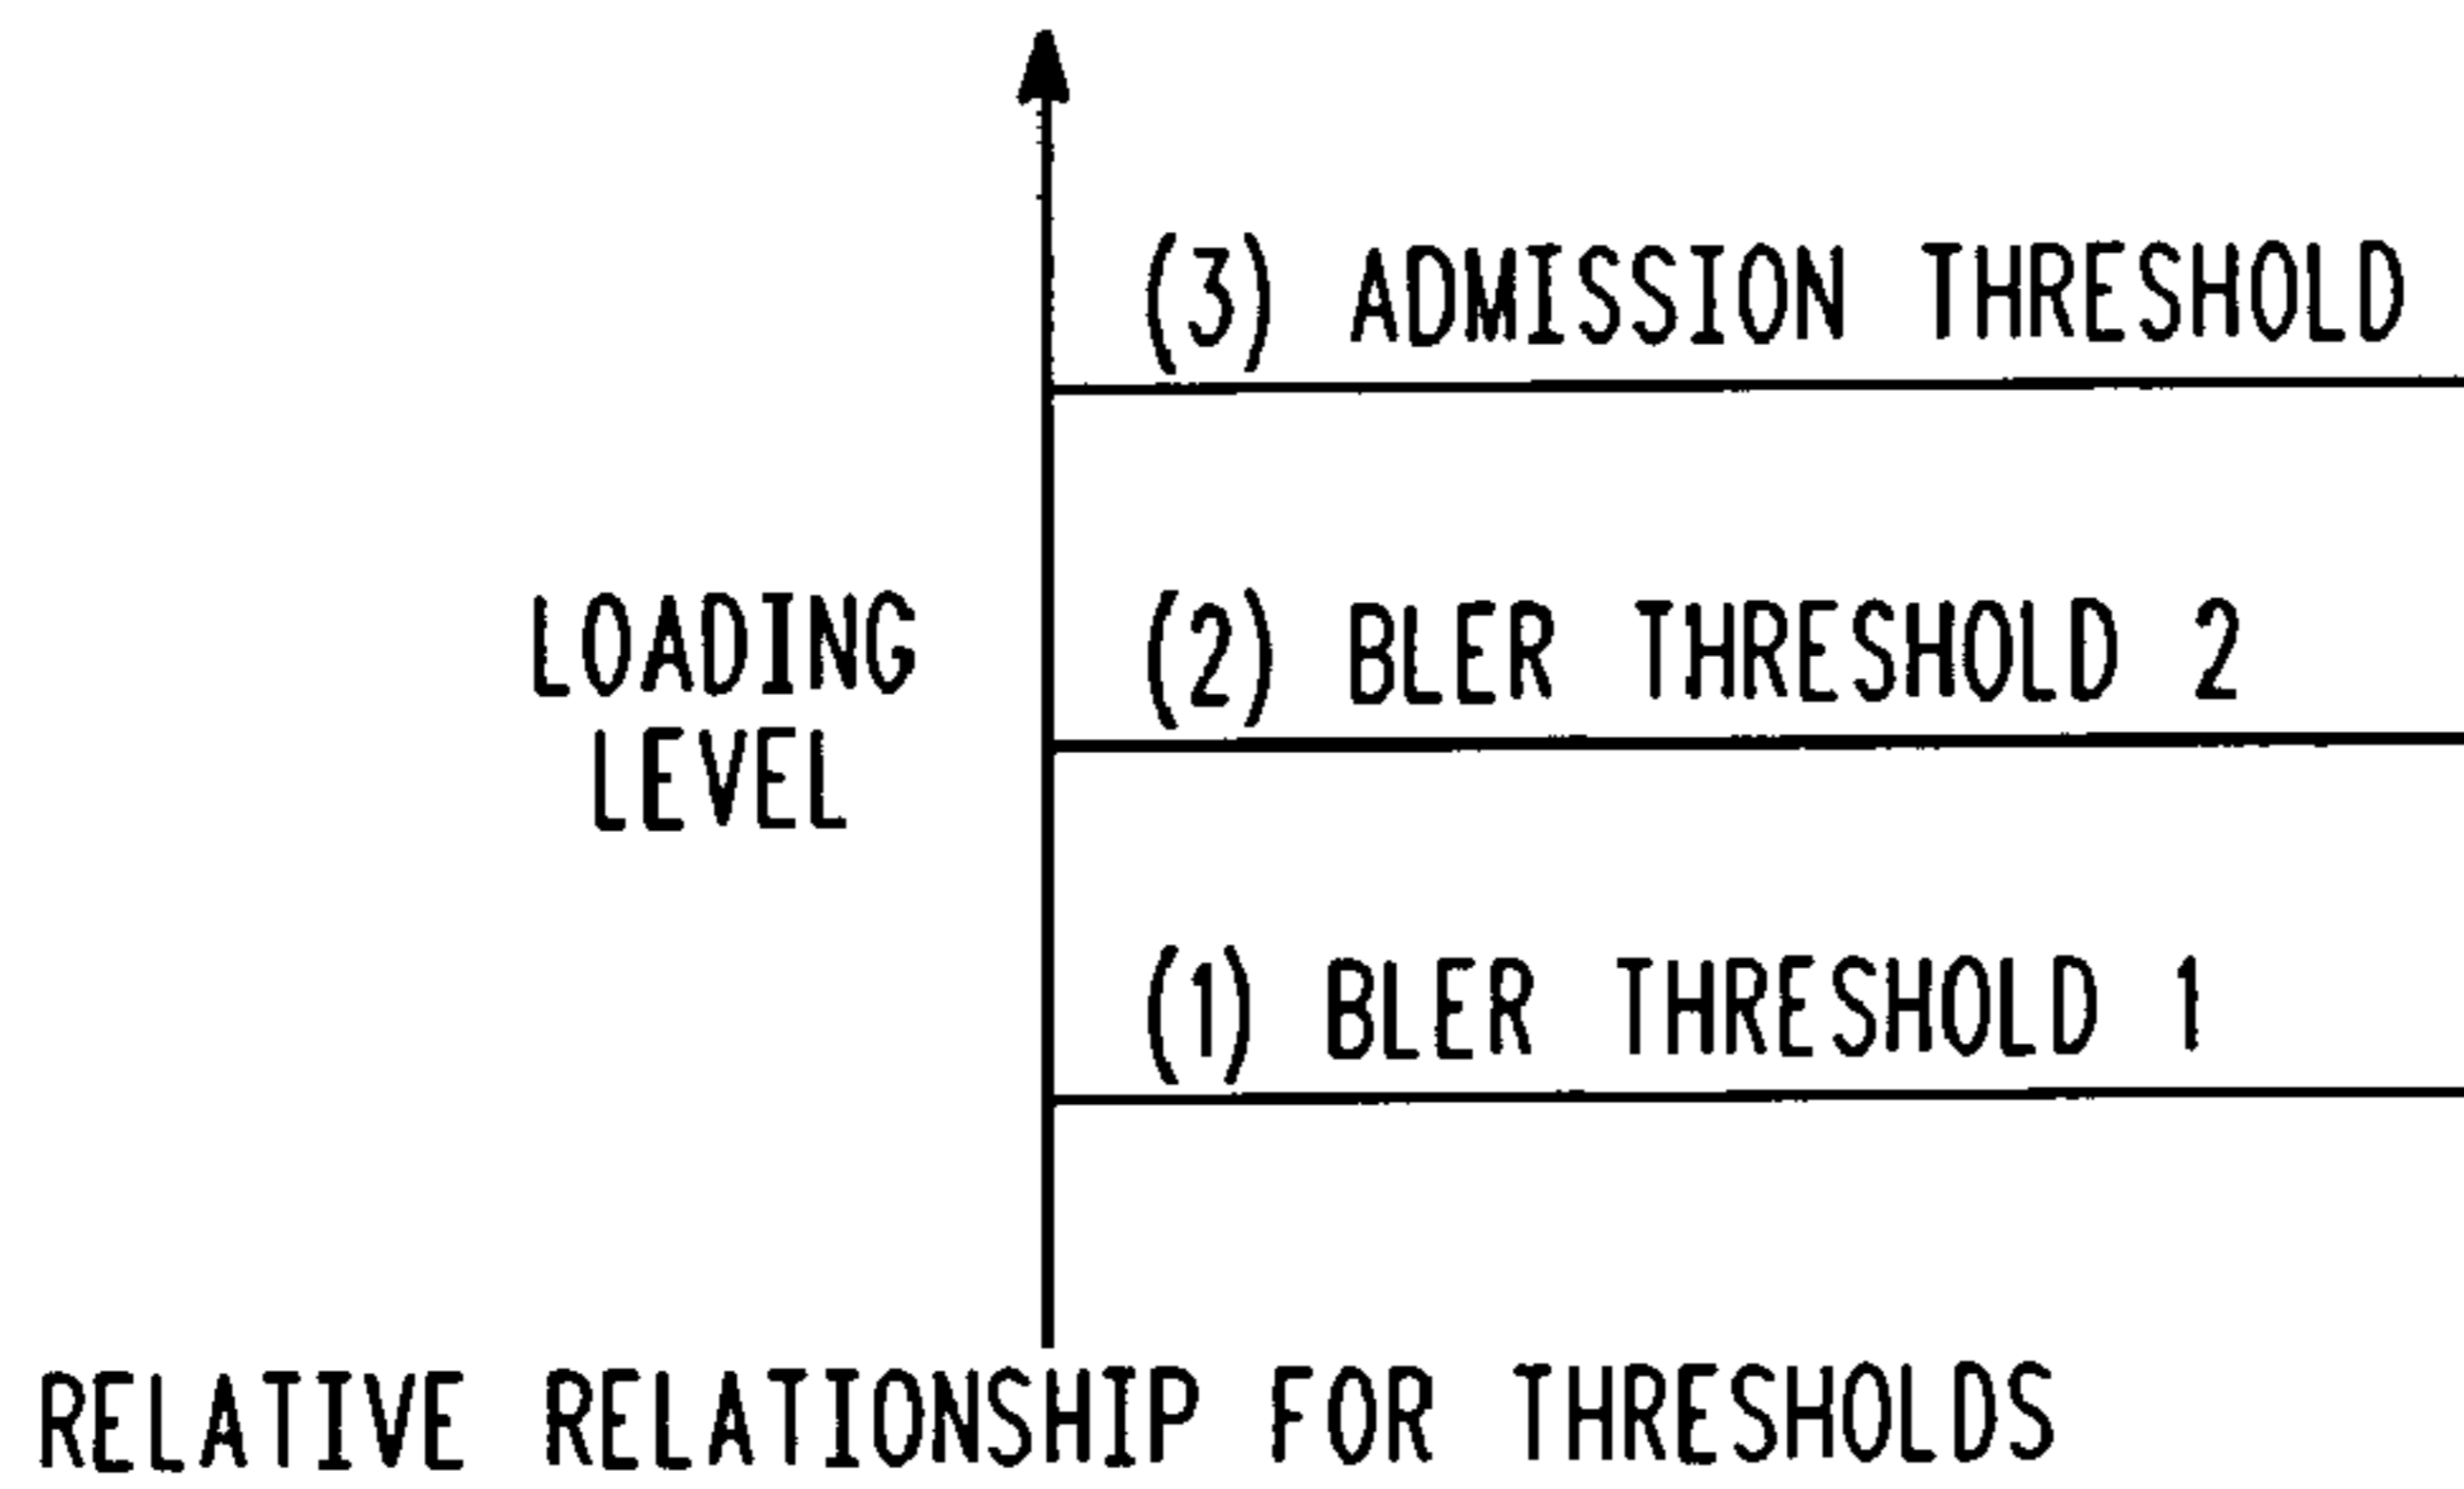 (3) ADMISSION THRESHOLD
LOADING
LEVEL
(2) BLER THRESHOLD 2
(1) BLER THRESHOLD 1
RELATIVE RELATIONSHIP FOR THRESHOLDS